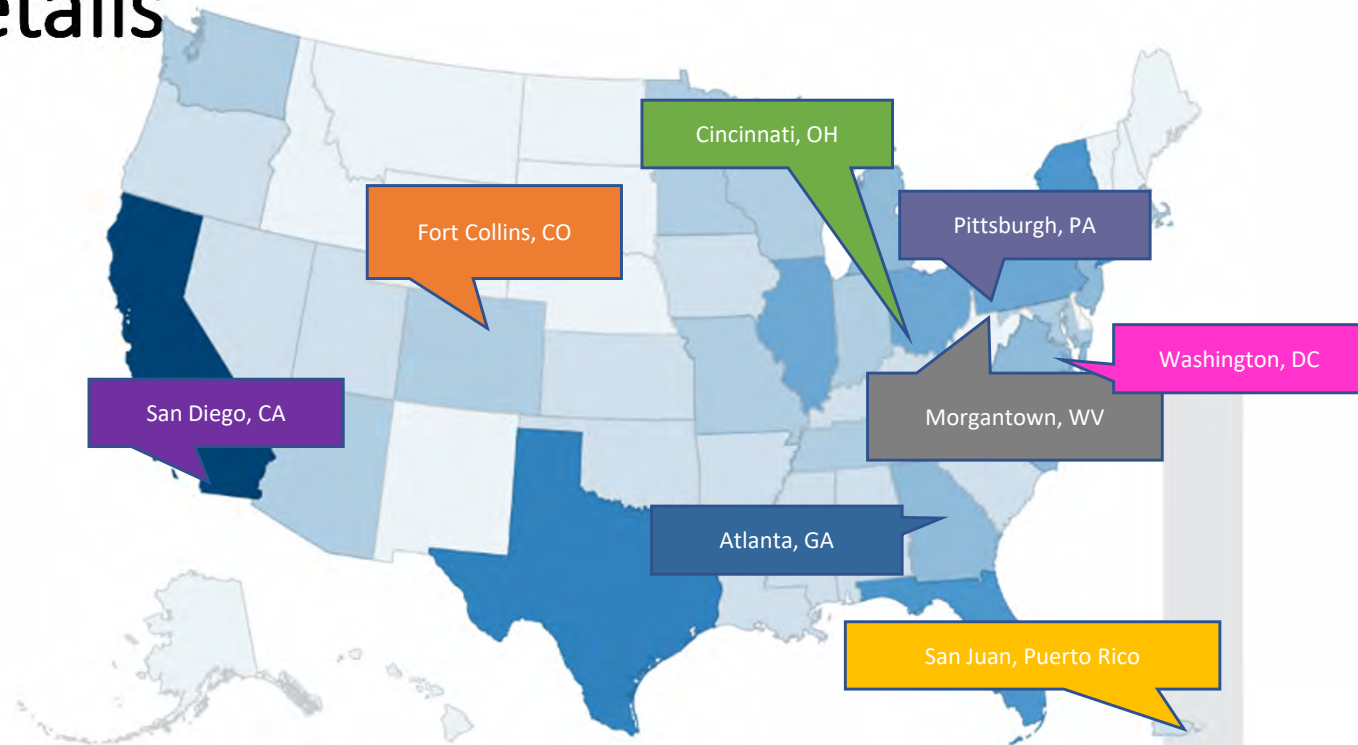 etails
Cincinnati, OH
Fort Collins, CO
Pittsburgh, PA
Washington, DC
San Diego, CA
Morgantown, WV
Atlanta, GA
San Juan, Puerto Rico